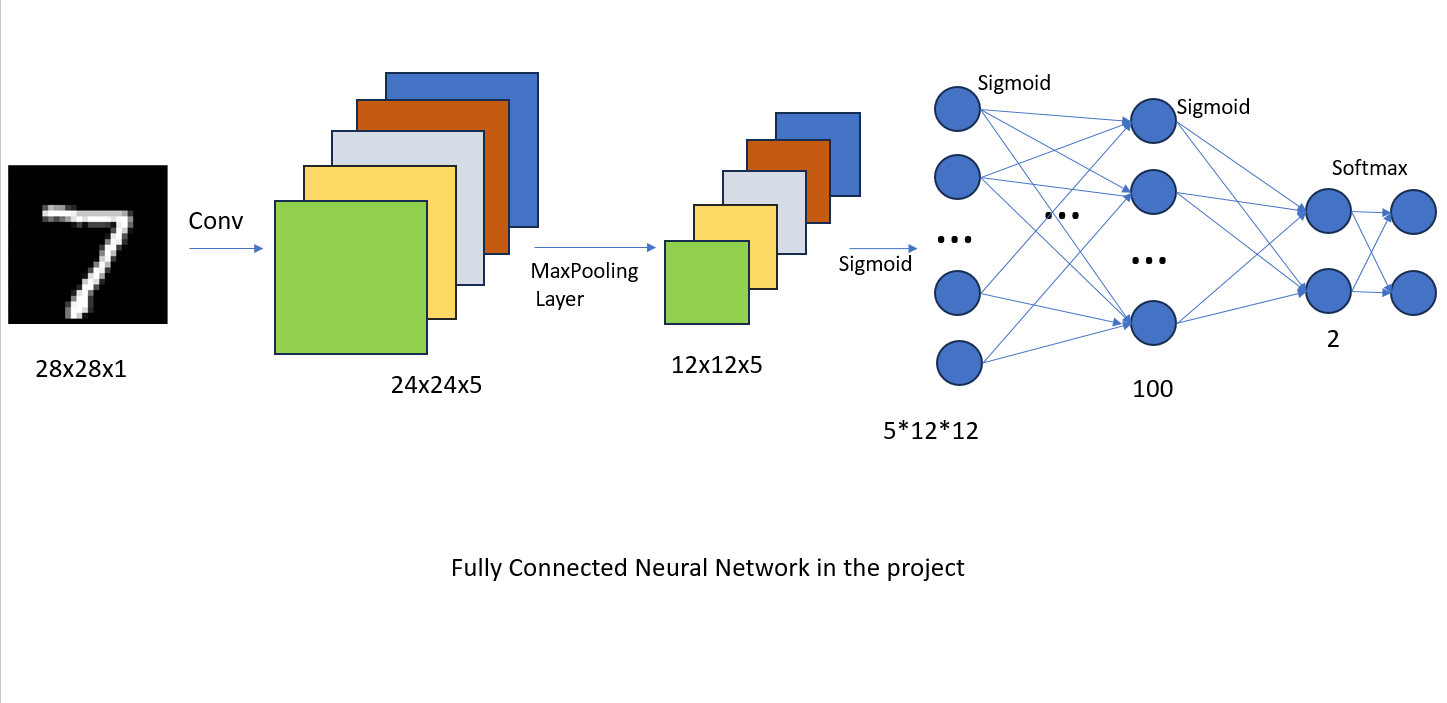 28x28x1
Conv
24x24x5
MaxPooling
Layer
12x12x5
Sigmoid
Sigmoid
5*12*12
Sigmoid
100
Softmax
2
Fully Connected Neural Network in the project